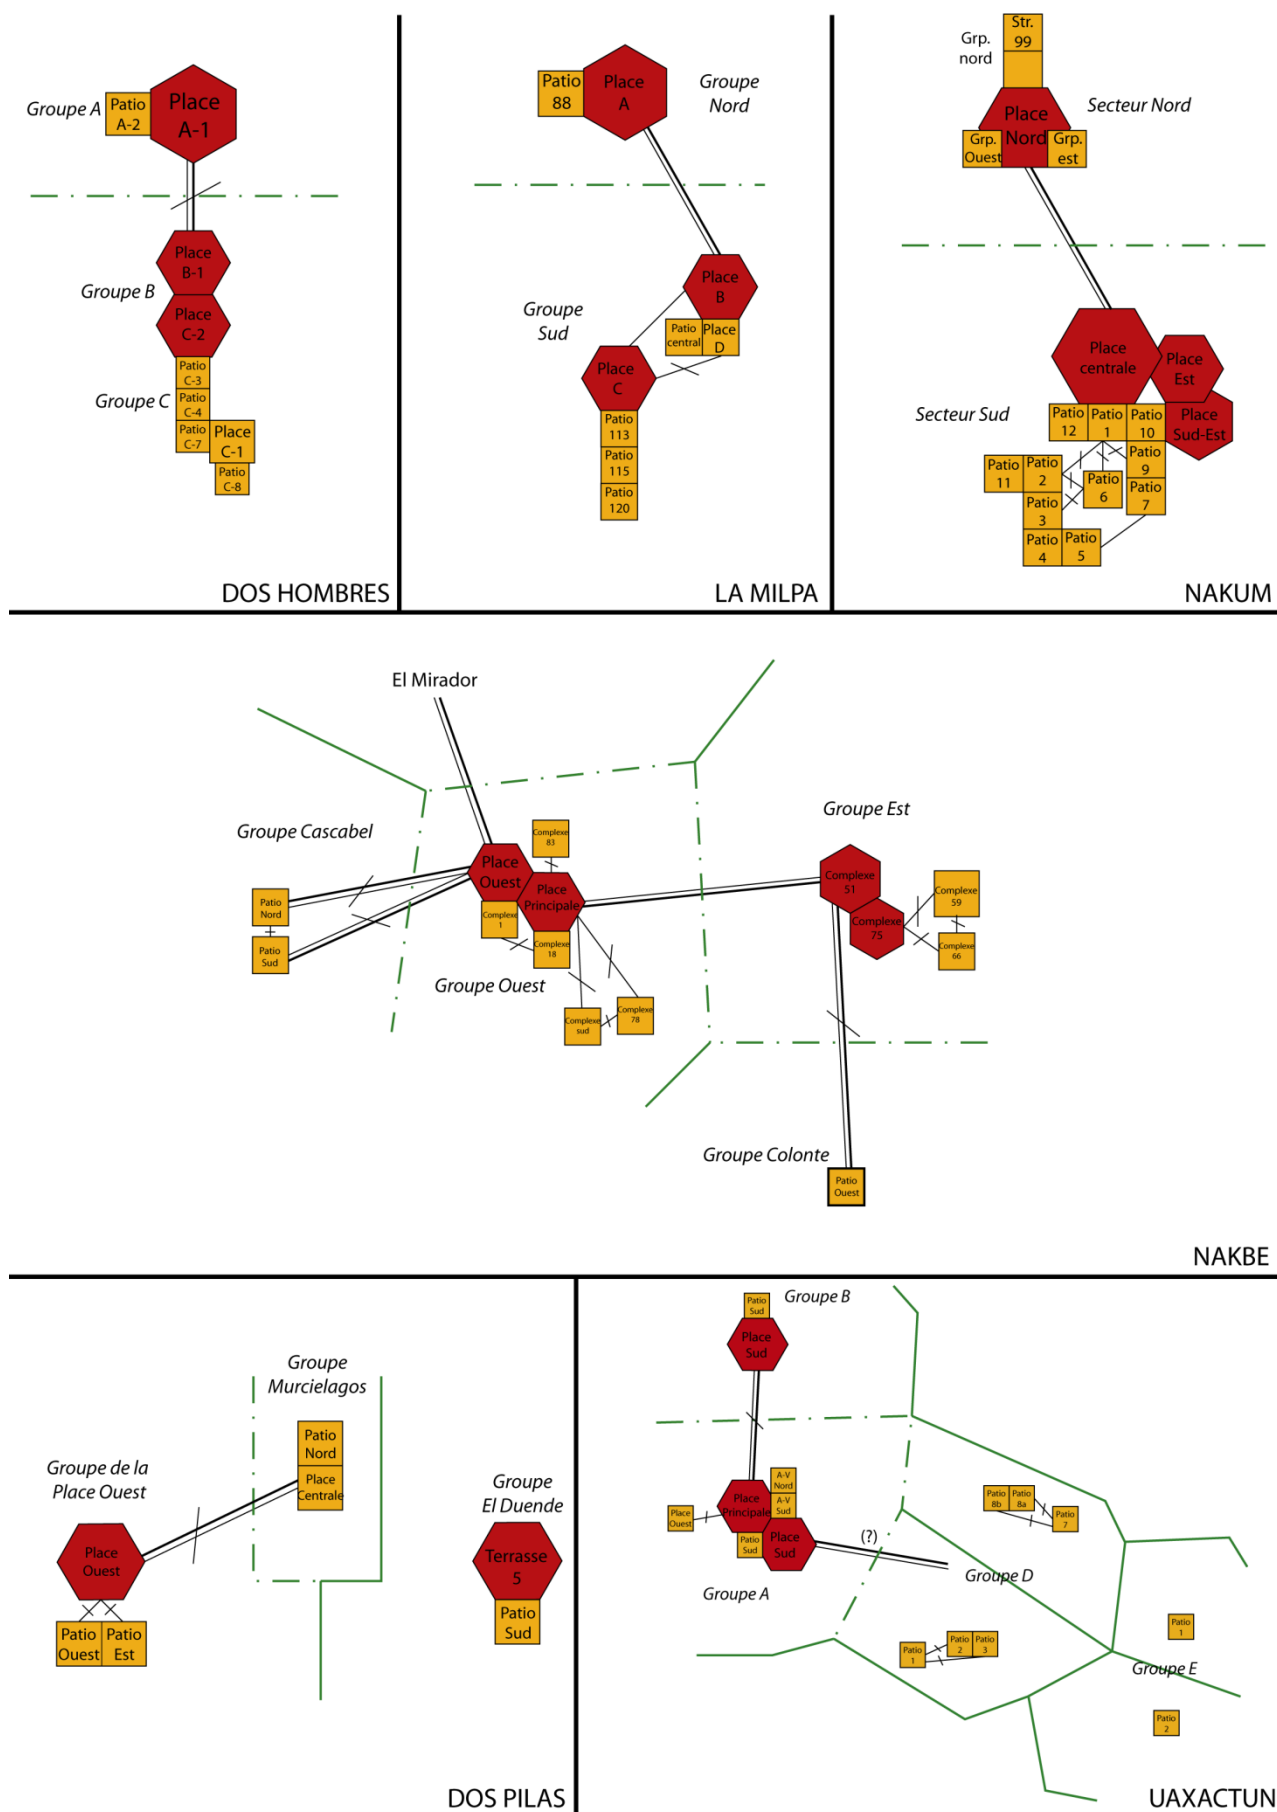 Groupe A
Patio
A-2
Place
A-1
Place
B-1
Groupe B
Place
C-2
Patio
C-3
Groupe C
Patio
C-4
Patio
C-7
Place
C-1
Patio
C-8
DOS HOMBRES
Patio
88
Place
A
Groupe
Nord
Place
B
Groupe
Sud
Patio
central
Place
D
Place
C
Patio
113
Patio
115
Patio
120
LA MILPA
Str.
99
Grp.
nord
Secteur Nord
Place
Nord
Grp.
Ouest
Grp.
est
Place
centrale
Place
Est
Secteur Sud
Place
Sud-Est
Patio
12
Patio
1
Patio
10
Patio
9
Patio
11
Patio
2
Patio
6
Patio
7
Patio
3
Patio
4
Patio
5
NAKUM
El Mirador
Groupe Cascabel
Complexe
83
Groupe Est
Place
Ouest
Place
Principale
Complexe
51
Complexe
59
Patio
Nord
Complexe
1
Complexe
75
Patio
Sud
Complexe
18
Complexe
66
Groupe Ouest
Complexe
sud
Complexe
78
Groupe Colonte
Patio
Ouest
NAKBE
Groupe
Murcielagos
Patio
Nord
Place
Centrale
Groupe de la
Place Ouest
Place
Ouest
Patio
Ouest
Patio
Est
Groupe
El Duende
Terrasse
5
Patio
Sud
DOS PILAS
Patio
Sud
Groupe B
Place
Sud
A-V
Nord
A-V
Sud
Place
Ouest
Place
Principale
Patio
Sud
Place
Sud
(?)
Groupe A
Patio
8b
Patio
8a
Patio
7
Groupe D
Patio
1
Patio
2
Patio
3
Patio
1
Groupe E
Patio
2
UAXACTUN